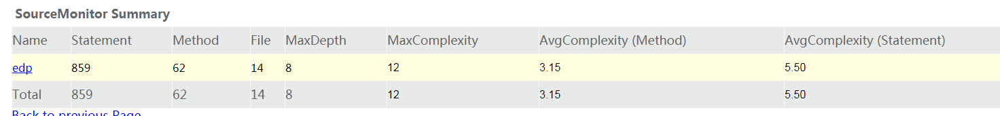 SourceMonitor Summary
Name Statement Method File MaxDepth MaxComplexity AvgComplexity (Method) AvgComplexity (Statement)
edp 859 62 14 8 12 3.15 5.50
Total 859 62 14 8 12 3.15 5.50
Back to previous Page